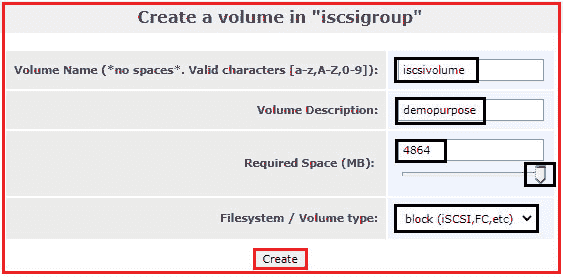 Create a volume in "iscsigroup"
Volume Name (*no spaces*. Valid characters [a-z,A-Z,0-9]): iscsivolume
Volume Description: demopurpose
Required Space (MB): 4864
Filesystem / Volume type: block (iSCSI,FC,etc)
Create